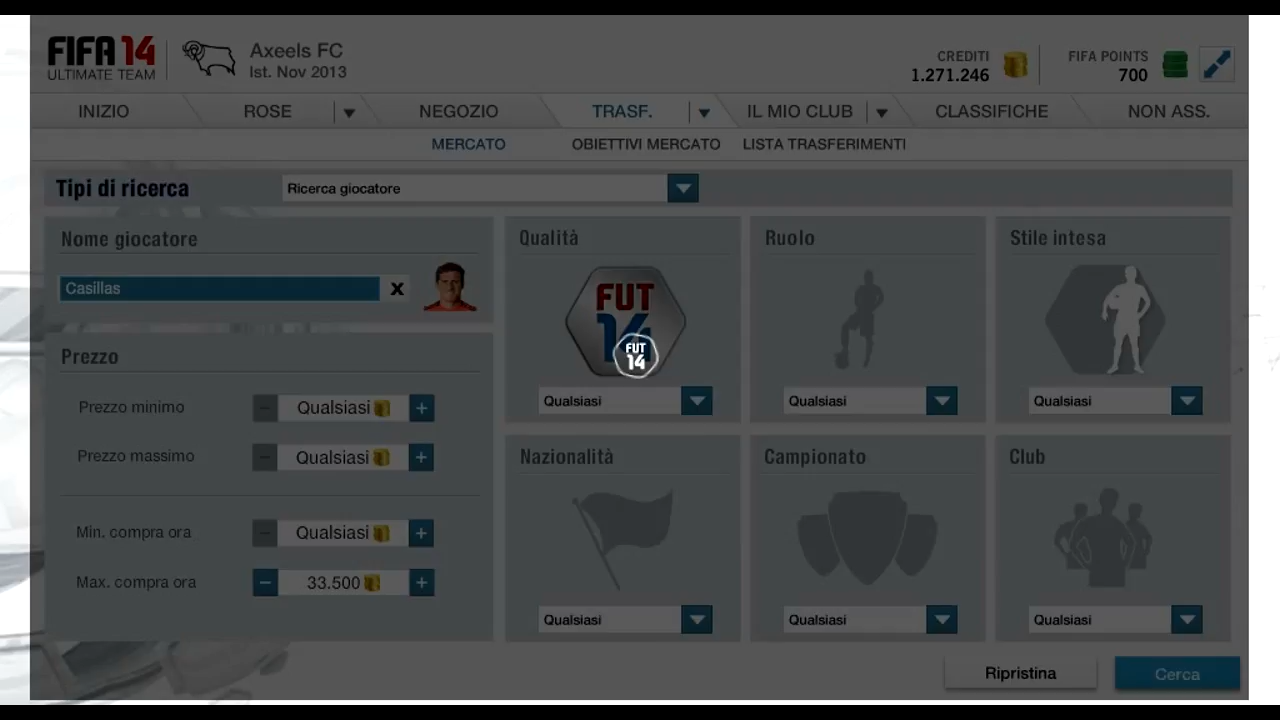 FIFA 14
ULTIMATE TEAM
Axeels FC
Ist. Nov 2013
CREDITI
1.271.246
FIFA POINTS
700
INIZIO
ROSE
NEGOZIO
TRASF.
IL MIO CLUB
CLASSIFICHE
NON ASS.
MERCATO
OBIETTIVI MERCATO
LISTA TRASFERIMENTI
Tipi di ricerca
Ricerca giocatore
Nome giocatore
Casillas
X
Prezzo
Prezzo minimo
- Qualsiasi +
Prezzo massimo
- Qualsiasi +
Min. compra ora
- Qualsiasi +
Max. compra ora
- 33.500 +
Qualità
FUT
14
FUT
14
Qualsiasi
Ruolo
Qualsiasi
Stile intesa
Qualsiasi
Nazionalità
Qualsiasi
Campionato
Qualsiasi
Club
Qualsiasi
Ripristina
Cerca